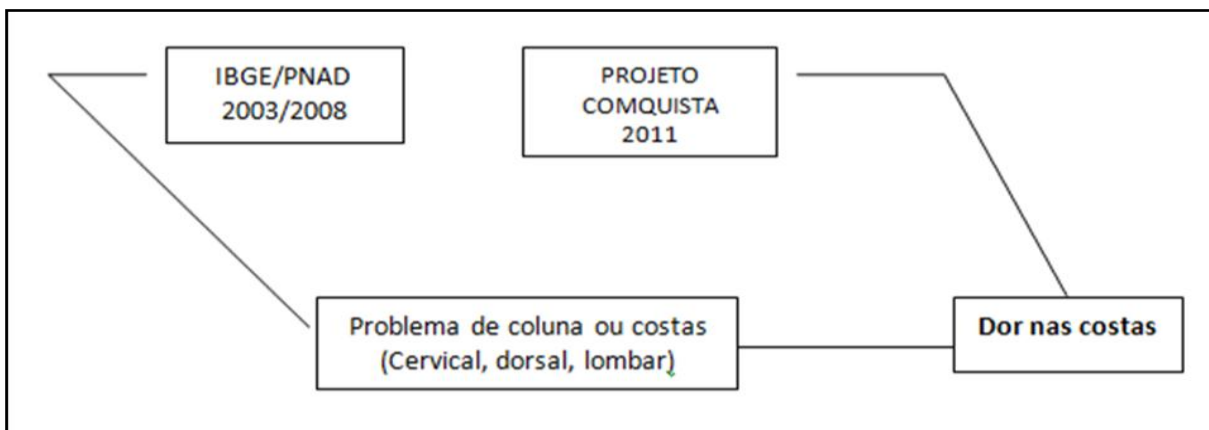 IBGE/PNAD
2003/2008
PROJETO
COMQUISTA
2011
Problema de coluna ou costas
(Cervical, dorsal, lombar)
Dor nas costas